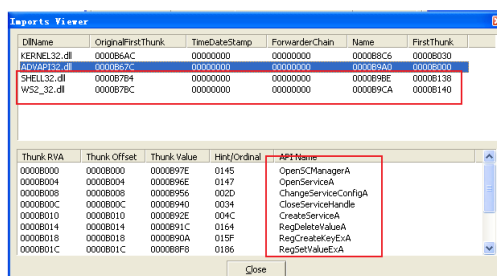 Imports Viewer
DllName OriginalFirstThunk TimeDateStamp ForwarderChain Name FirstThunk
KERNEL32.dll 0000B6AC 00000000 00000000 0000B8C6 0000B030
ADVAPI32.dll 0000B67C 00000000 00000000 0000B9A0 0000B000
SHELL32.dll 0000B7B4 00000000 00000000 0000B9BE 0000B138
WS2_32.dll 0000B7BC 00000000 00000000 0000B9CA 0000B140
Thunk RVA Thunk Offset Thunk Value Hint/Ordinal API Name
0000B000 0000B000 0000B97E 0145 OpenSCManagerA
0000B004 0000B004 0000B96E 0147 OpenServiceA
0000B008 0000B008 0000B956 002D ChangeServiceConfigA
0000B00C 0000B00C 0000B940 0034 CloseServiceHandle
0000B010 0000B010 0000B92E 004C CreateServiceA
0000B014 0000B014 0000B91C 0164 RegDeleteValueA
0000B018 0000B018 0000B90A 015F RegCreateKeyExA
0000B01C 0000B01C 0000B8F8 0186 RegSetValueExA
Close